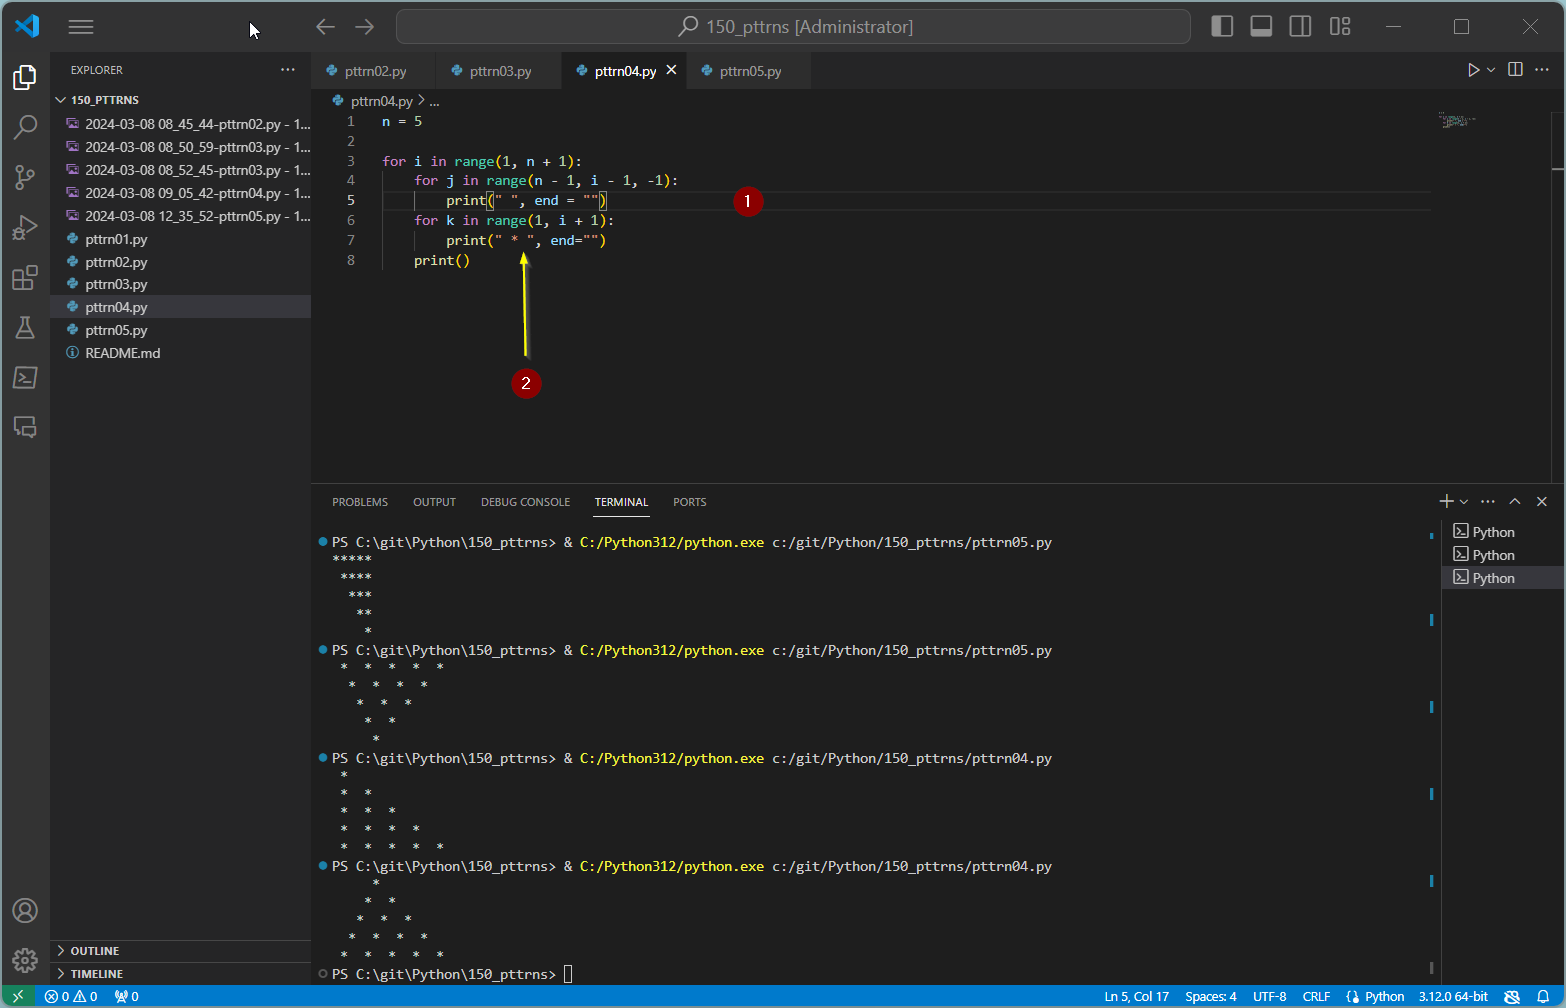 150_pttrns [Administrator]
EXPLORER
150_PTTRNS
2024-03-08 08_45_44-pttrn02.py - 1...
2024-03-08 08_50_59-pttrn03.py - 1...
2024-03-08 08_52_45-pttrn03.py - 1...
2024-03-08 09_05_42-pttrn04.py - 1...
2024-03-08 12_35_52-pttrn05.py - 1...
pttrn01.py
pttrn02.py
pttrn03.py
pttrn04.py
pttrn05.py
README.md
OUTLINE
TIMELINE
pttrn02.py pttrn03.py pttrn04.py pttrn05.py
pttrn04.py > ...
1 n = 5
2
3 for i in range(1, n + 1):
4     for j in range(n - 1, i - 1, -1):
5         print(" ", end = "")
6     for k in range(1, i + 1):
7         print(" * ", end="")
8     print()
1
2
PROBLEMS OUTPUT DEBUG CONSOLE TERMINAL PORTS
PS C:\git\Python\150_pttrns> & C:/Python312/python.exe c:/git/Python/150_pttrns/pttrn05.py
*****
 ****
  ***
   **
    *
PS C:\git\Python\150_pttrns> & C:/Python312/python.exe c:/git/Python/150_pttrns/pttrn05.py
 *  *  *  *  *
  *  *  *  *
   *  *  *
    *  *
     *
PS C:\git\Python\150_pttrns> & C:/Python312/python.exe c:/git/Python/150_pttrns/pttrn04.py
 *
 *  *
 *  *  *
 *  *  *  *
 *  *  *  *  *
PS C:\git\Python\150_pttrns> & C:/Python312/python.exe c:/git/Python/150_pttrns/pttrn04.py
     *
    *  *
   *  *  *
  *  *  *  *
 *  *  *  *  *
PS C:\git\Python\150_pttrns>
Python
Python
Python
0 0 0 Ln 5, Col 17 Spaces: 4 UTF-8 CRLF Python 3.12.0 64-bit